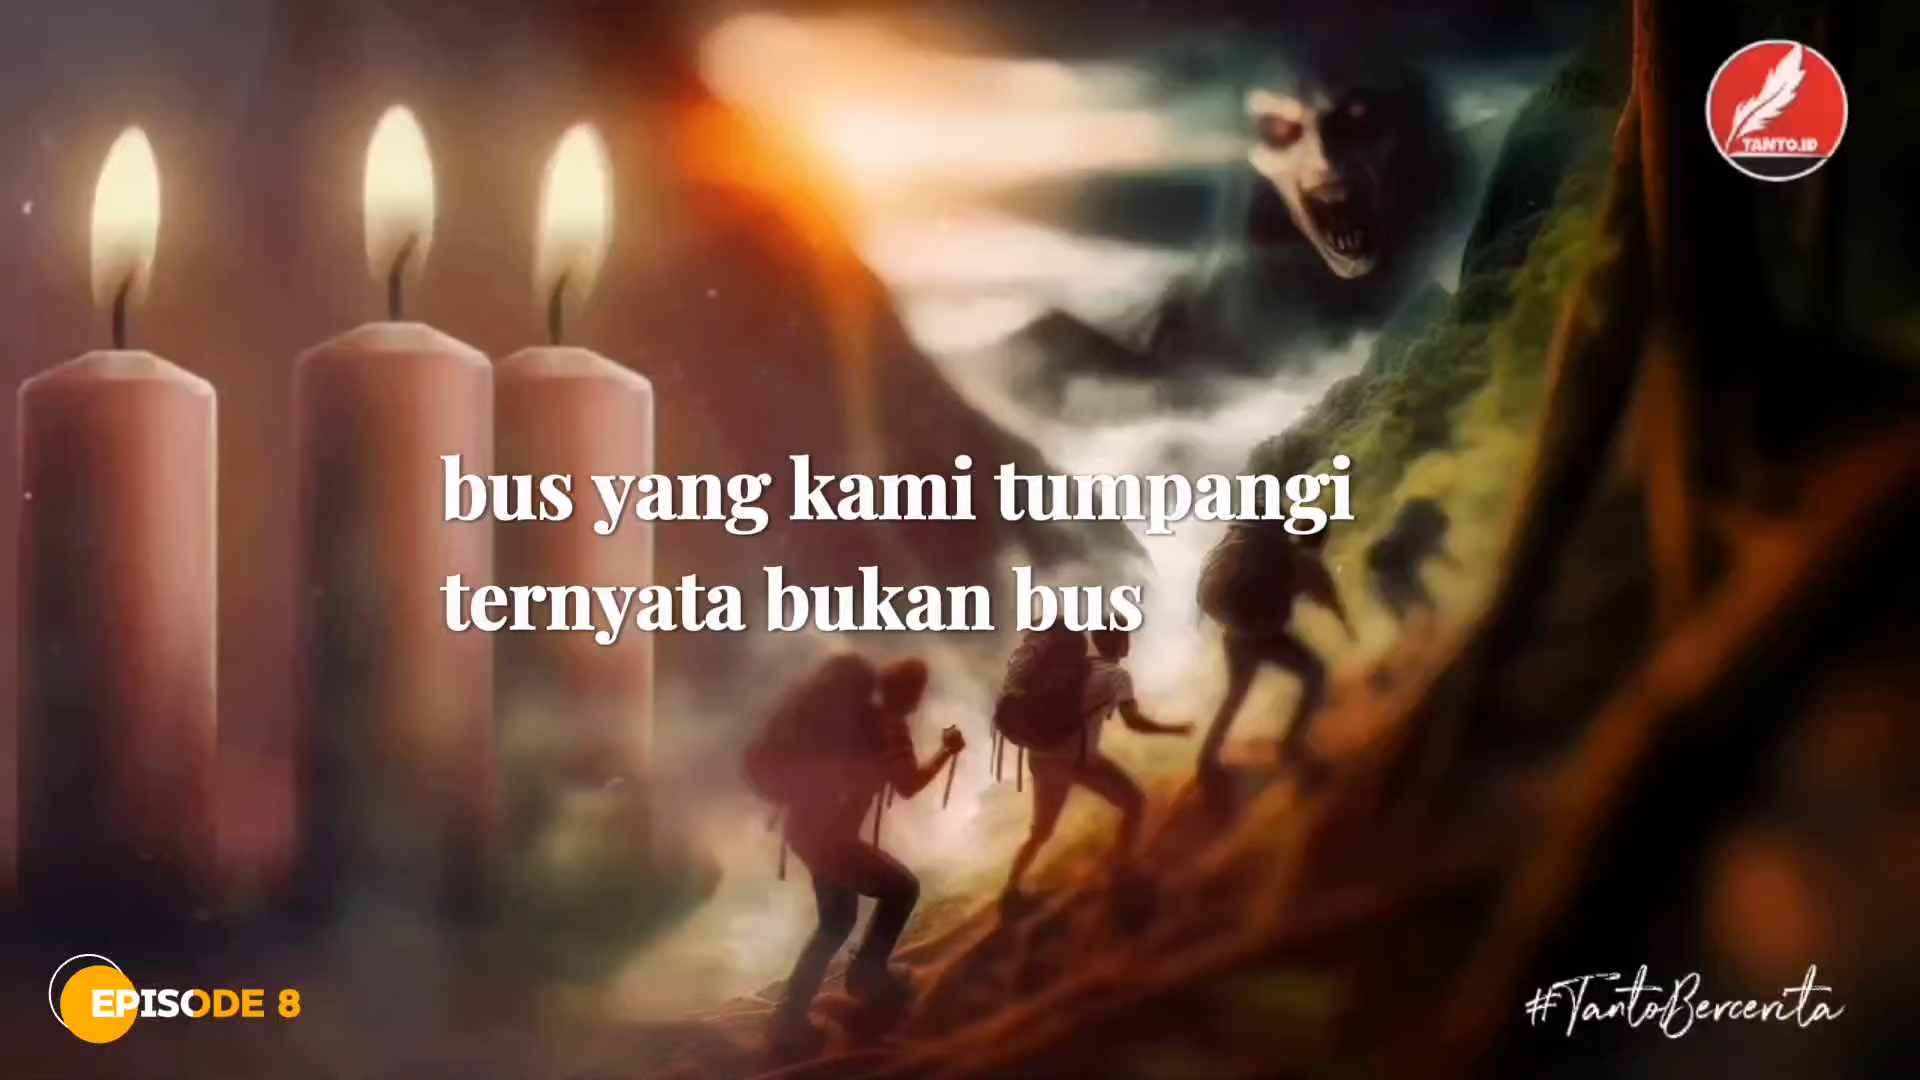 TANTO.ID
bus yang kami tumpangi
ternyata bukan bus
EPISODE 8
#TantoBercerita